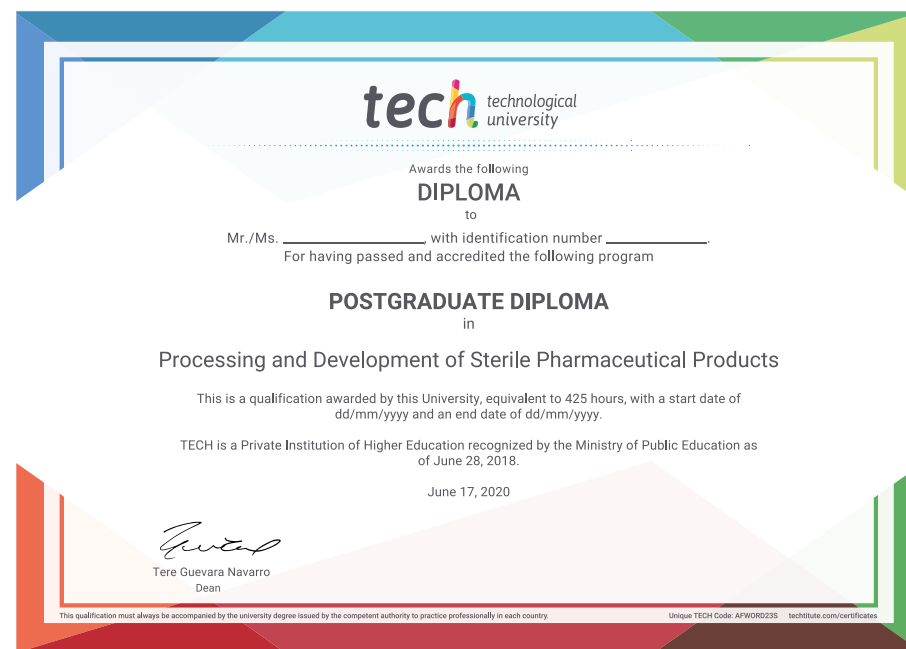 tech technological
university
Awards the following
DIPLOMA
to
Mr./Ms. ____________, with identification number ____________.
For having passed and accredited the following program
POSTGRADUATE DIPLOMA
in
Processing and Development of Sterile Pharmaceutical Products
This is a qualification awarded by this University, equivalent to 425 hours, with a start date of
dd/mm/yyyy and an end date of dd/mm/yyyy.
TECH is a Private Institution of Higher Education recognized by the Ministry of Public Education as
of June 28, 2018.
June 17, 2020
Tere Guevara Navarro
Dean
This qualification must always be accompanied by the university degree issued by the competent authority to practice professionally in each country.
Unique TECH Code: AFWORD23S techtitute.com/certificates